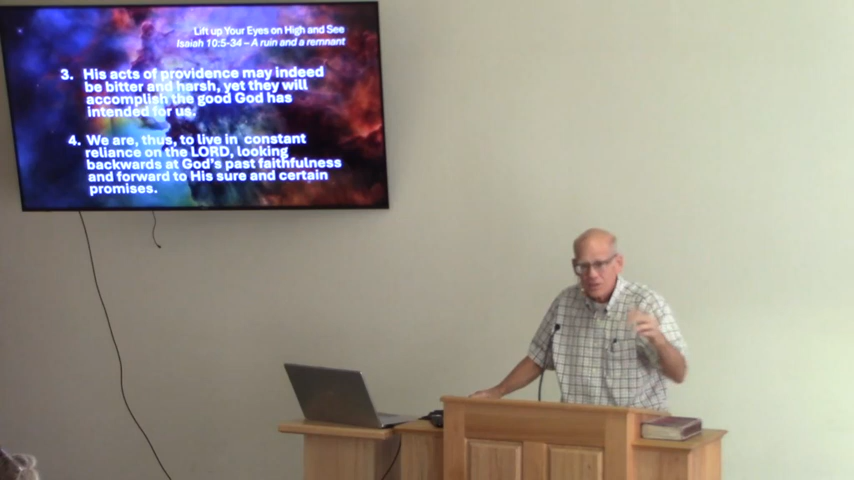 Lift up Your Eyes on High and See
Isaiah 10:5-34 – A ruin and a remnant
3. His acts of providence may indeed
be bitter and harsh, yet they will
accomplish the good God has
intended for us.
4. We are, thus, to live in constant
reliance on the LORD, looking
backwards at God's past faithfulness
and forward to His sure and certain
promises.